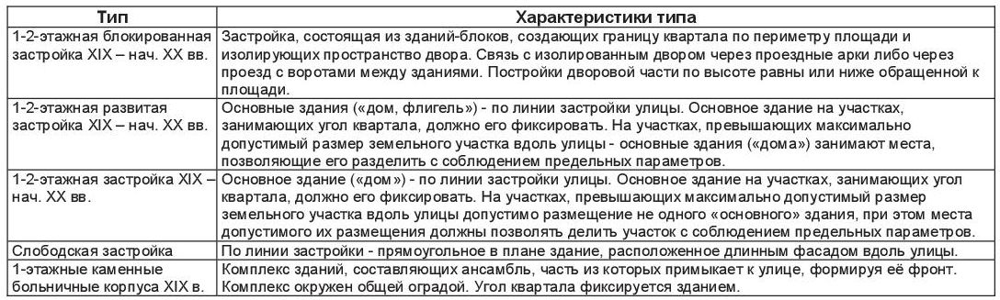 Тип Характеристики типа
1-2-этажная блокированная застройка XIX – нач. XX вв.
Застройка, состоящая из зданий-блоков, создающих границу квартала по периметру площади и
изолирующих пространство двора. Связь с изолированным двором через проездные арки либо через
проезд с воротами между зданиями. Постройки дворовой части по высоте равны или ниже обращенной к
площади.
1-2-этажная развитая
застройка XIX – нач. XX вв.
Основные здания («дом, флигель») - по линии застройки улицы. Основное здание на участках,
занимающих угол квартала, должно его фиксировать. На участках, превышающих максимально
допустимый размер земельного участка вдоль улицы - основные здания («дома») занимают места,
позволяющие его разделить с соблюдением предельных параметров.
1-2-этажная застройка XIX –
нач. XX вв.
Основное здание («дом») - по линии застройки улицы. Основное здание на участках, занимающих угол
квартала, должно его фиксировать. На участках, превышающих максимально допустимый размер
земельного участка вдоль улицы допустимо размещение не одного «основного» здания, при этом места
допустимого их размещения должны позволять делить участок с соблюдением предельных параметров.
Слободская застройка
По линии застройки - прямоугольное в плане здание, расположенное длинным фасадом вдоль улицы.
1-этажные каменные
больничные корпуса XIX в.
Комплекс зданий, составляющих ансамбль, часть из которых примыкает к улице, формируя её фронт.
Комплекс окружен общей оградой. Угол квартала фиксируется зданием.